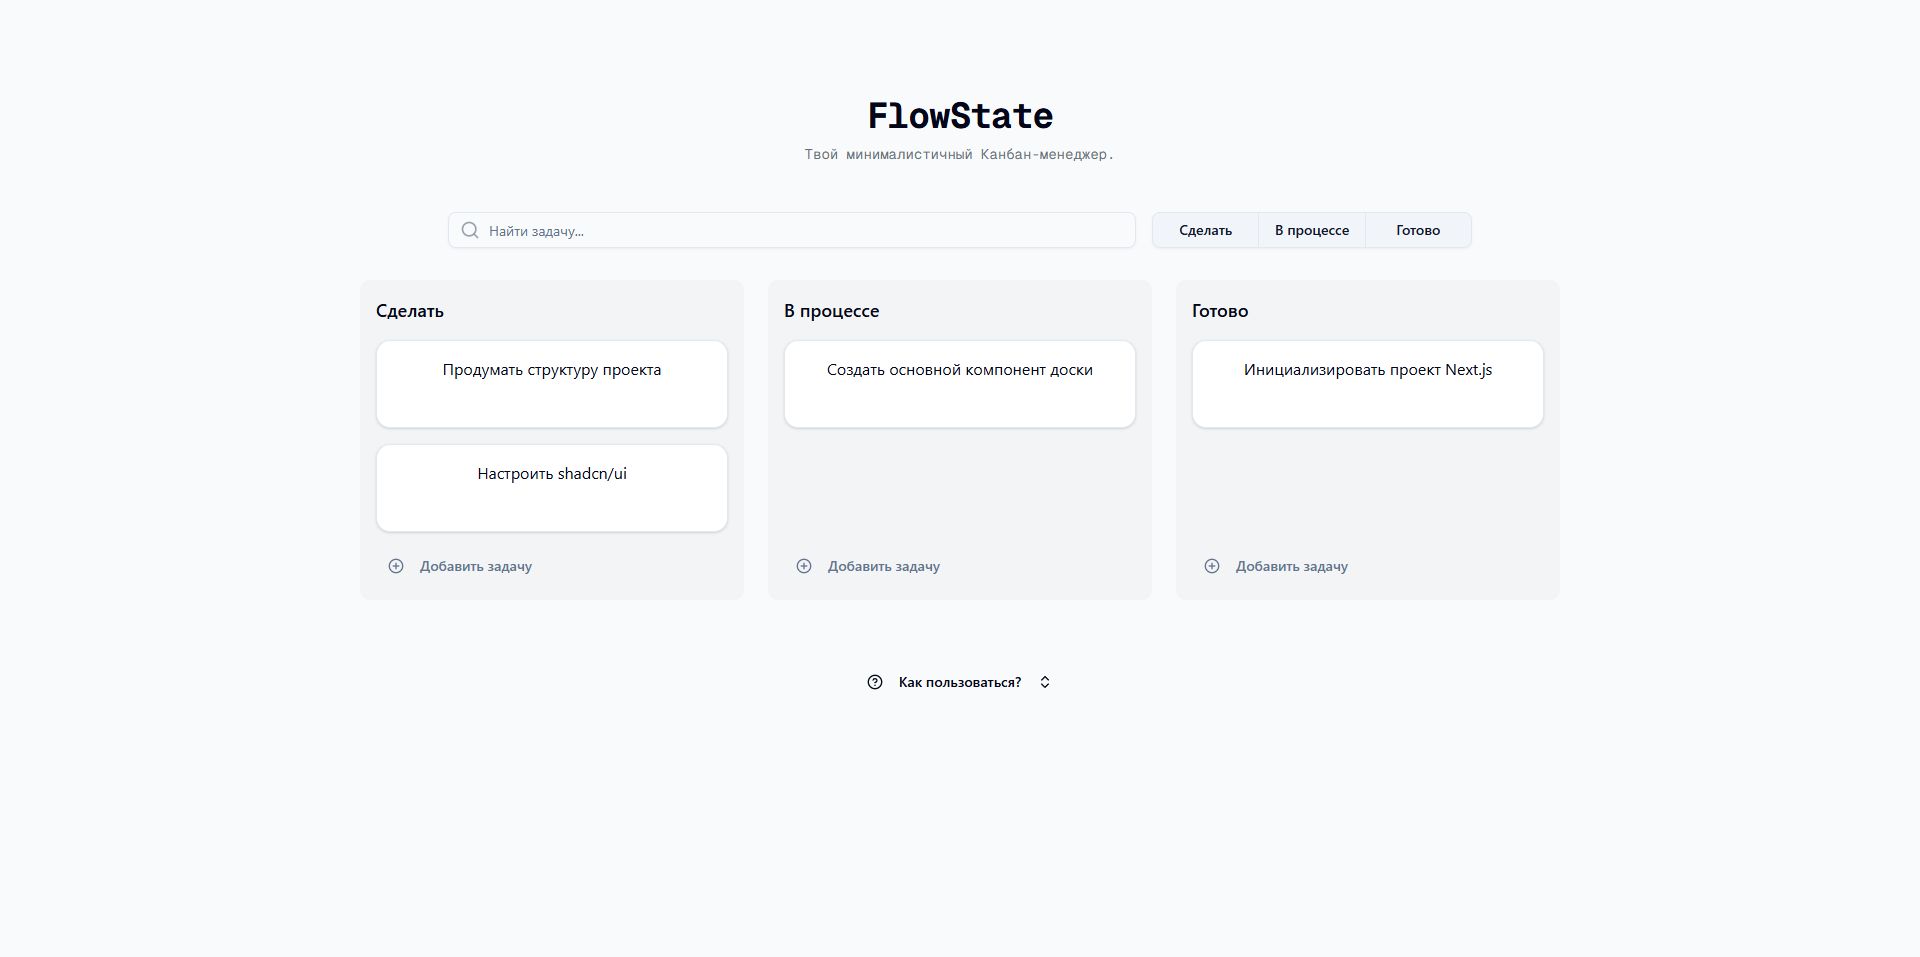 FlowState
Твой минималистичный Канбан-менеджер.
Найти задачу...
Сделать
В процессе
Готово
Сделать
Продумать структуру проекта
Настроить shadcn/ui
Добавить задачу
В процессе
Создать основной компонент доски
Добавить задачу
Готово
Инициализировать проект Next.js
Добавить задачу
Как пользоваться?